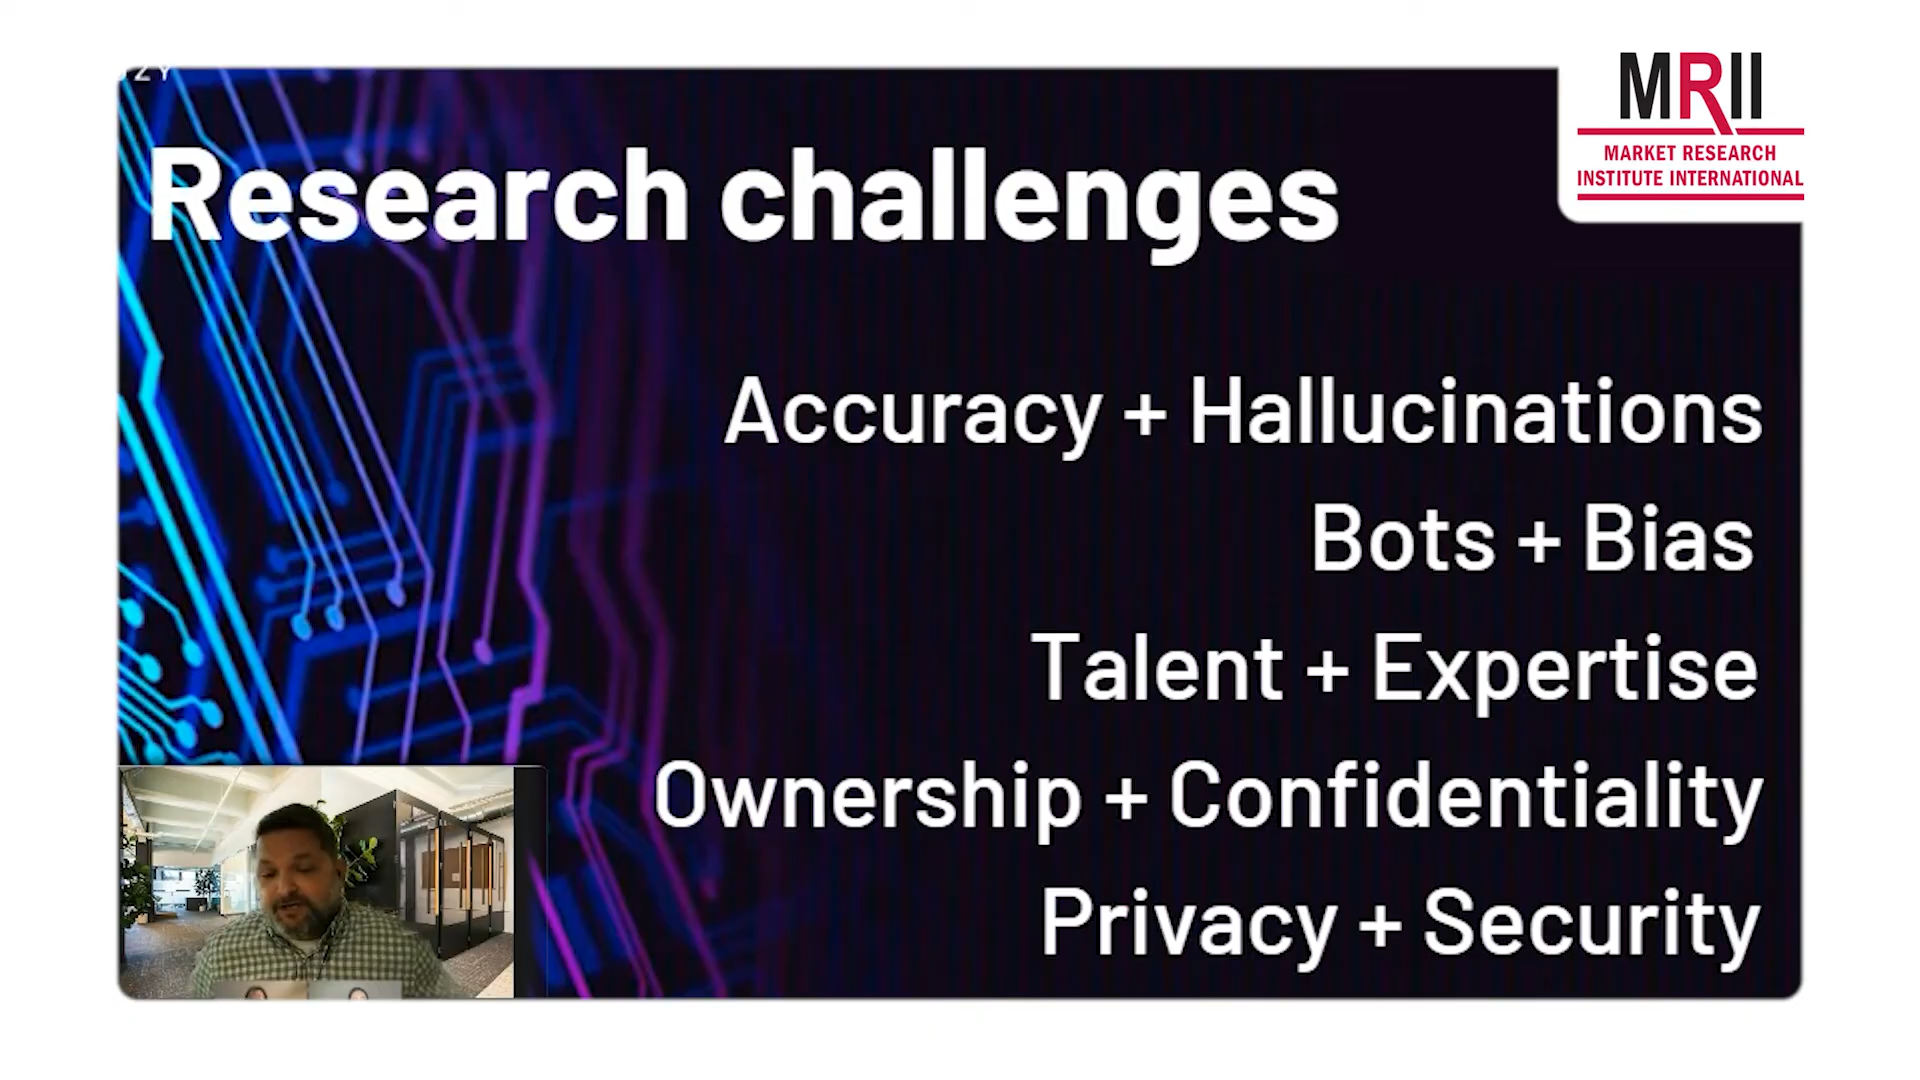 MRII
MARKET RESEARCH
INSTITUTE INTERNATIONAL
Research challenges
Accuracy + Hallucinations
Bots + Bias
Talent + Expertise
Ownership + Confidentiality
Privacy + Security